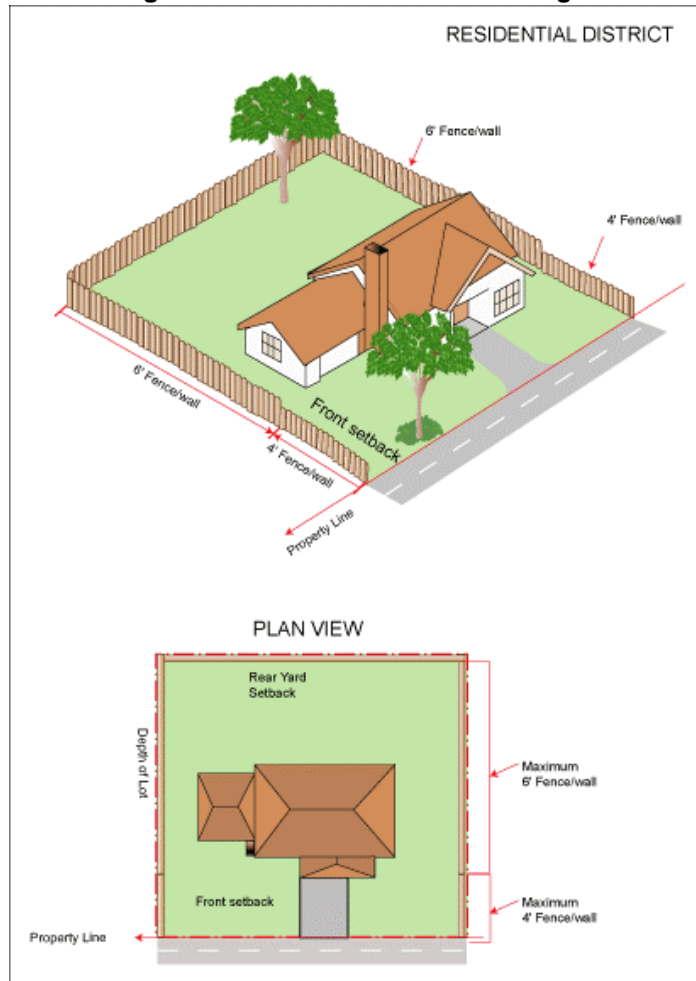 RESIDENTIAL DISTRICT
6' Fence/wall
4' Fence/wall
6' Fence/wall
4' Fence/wall
Front setback
Property Line
PLAN VIEW
Rear Yard
Setback
Depth of Lot
Maximum
6' Fence/wall
Front setback
Maximum
4' Fence/wall
Property Line